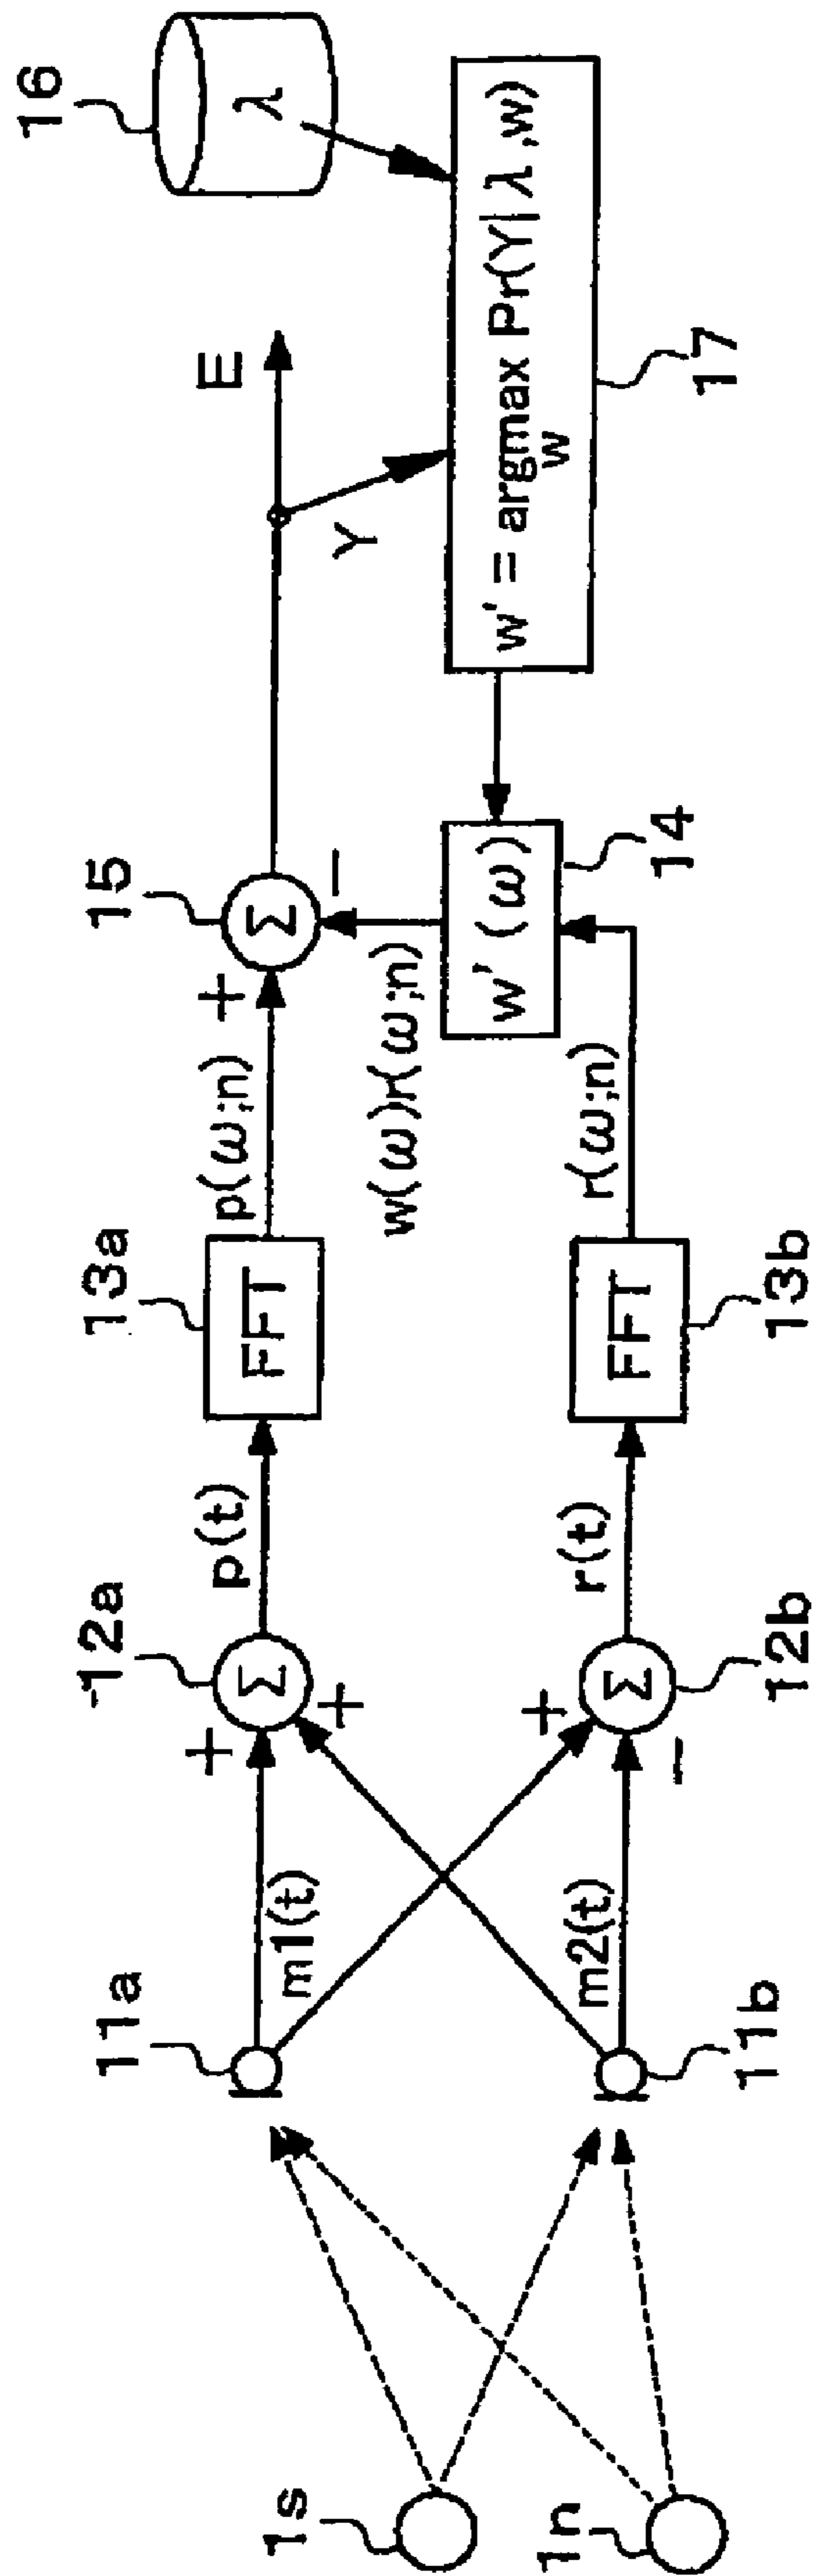 1s
1n
11a
11b
m1(t)
m2(t)
12a
Σ
+
+
12b
Σ
+
−
p(t)
r(t)
13a
FFT
13b
FFT
p(ω;n)
r(ω;n)
w(ω)r(ω;n)
15
Σ
+
−
14
w'(ω)
Y
E
16
λ
17
w' = argmax Pr(Y|λ,w)
w